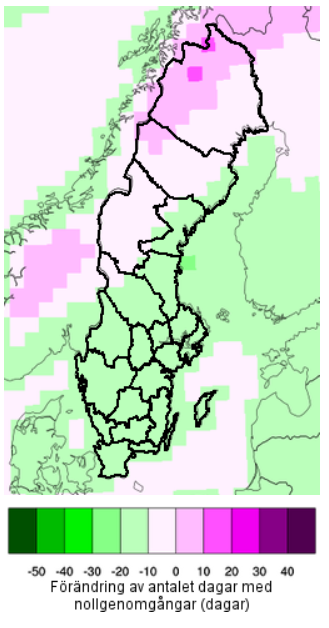 -50 -40 -30 -20 -10 0 10 20 30 40
Förändring av antalet dagar med
nollgenomgångar (dagar)